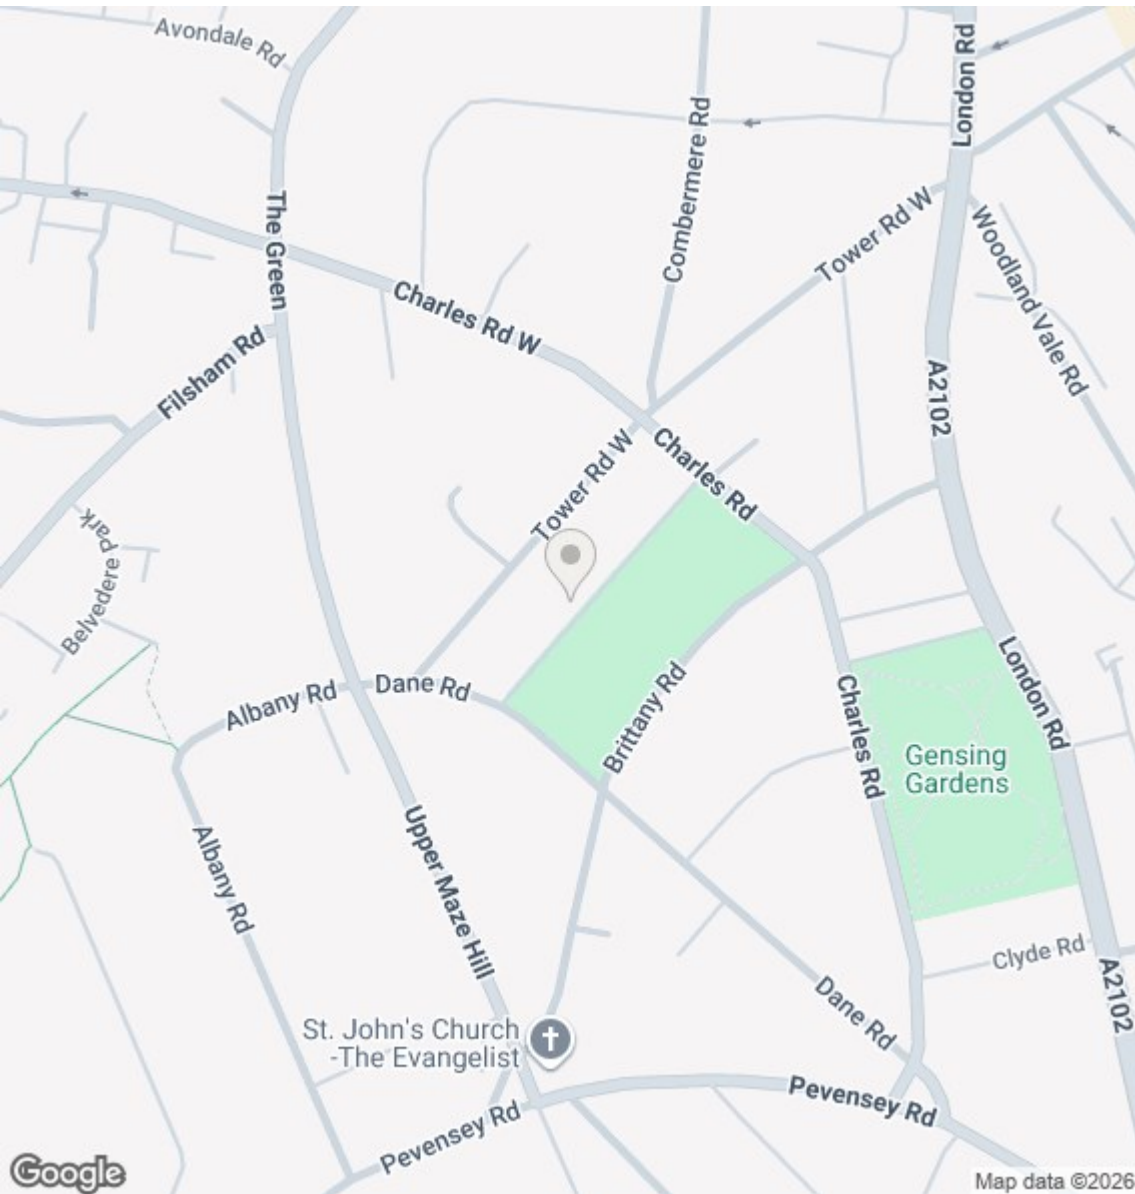 Avondale Rd
London Rd
Combermere Rd
The Green
Tower Rd W
Woodland Vale Rd
Charles Rd W
Filsham Rd
A2102
Charles Rd
Tower Rd W
Belvedere Park
Albany Rd
Dane Rd
Brittany Rd
London Rd
Charles Rd
Gensing
Gardens
Albany Rd
Upper Maze Hill
Clyde Rd
A2102
Dane Rd
St. John's Church
-The Evangelist
Pevensey Rd
Pevensey Rd
Google
Map data ©2026